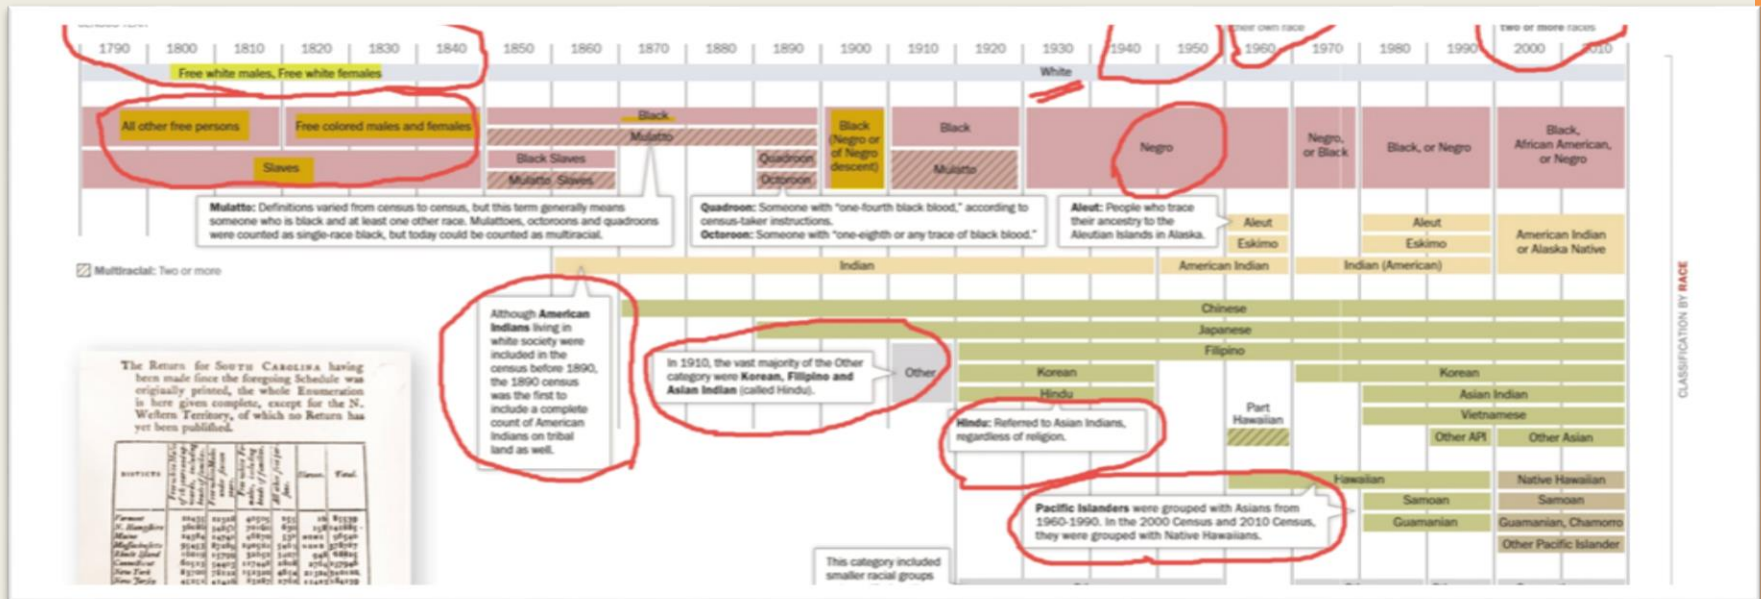 their own race
two or more races
1790 1800 1810 1820 1830 1840 1850 1860 1870 1880 1890 1900 1910 1920 1930 1940 1950 1960 1970 1980 1990 2000 2010
Free white males, Free white females
White
All other free persons
Free colored males and females
Slaves
Black
Mulatto
Black Slaves
Mulatto Slaves
Quadroon
Octoroon
Black
(Negro or
of Negro
descent)
Black
Mulatto
Negro
Negro,
or Black
Black, or Negro
Black,
African American,
or Negro
Mulatto: Definitions varied from census to census, but this term generally means
someone who is black and at least one other race. Mulattoes, octoroons and quadroons
were counted as single-race black, but today could be counted as multiracial.
Quadroon: Someone with "one-fourth black blood," according to
census-taker instructions.
Octoroon: Someone with "one-eighth or any trace of black blood."
Aleut: People who trace
their ancestry to the
Aleutian Islands in Alaska.
Aleut
Eskimo
Aleut
Eskimo
American Indian
or Alaska Native
Multiracial: Two or more
Indian
American Indian
Indian (American)
Although American
Indians living in
white society were
included in the
census before 1890,
the 1890 census
was the first to
include a complete
count of American
Indians on tribal
land as well.
Chinese
Japanese
Filipino
In 1910, the vast majority of the Other
category were Korean, Filipino and
Asian Indian (called Hindu).
Other
Korean
Korean
Hindu
Asian Indian
Hindu: Referred to Asian Indians,
regardless of religion.
Part
Hawaiian
Vietnamese
Other API
Other Asian
Hawaiian
Native Hawaiian
Samoan
Samoan
Guamanian
Guamanian, Chamorro
Other Pacific Islander
Pacific Islanders were grouped with Asians from
1960-1990. In the 2000 Census and 2010 Census,
they were grouped with Native Hawaiians.
This category included
smaller racial groups
CLASSIFICATION BY RACE
The Return for SOUTH CAROLINA having
been made since the foregoing Schedule was
originally printed, the whole Enumeration
is here given complete, except for the N.
Western Territory, of which no Return has
yet been published.
DISTRICTS
Slaves. Total.
Vermont
N. Hampshire
Maine
Massachusetts
Rhode Island
Connecticut
New York
New Jersey